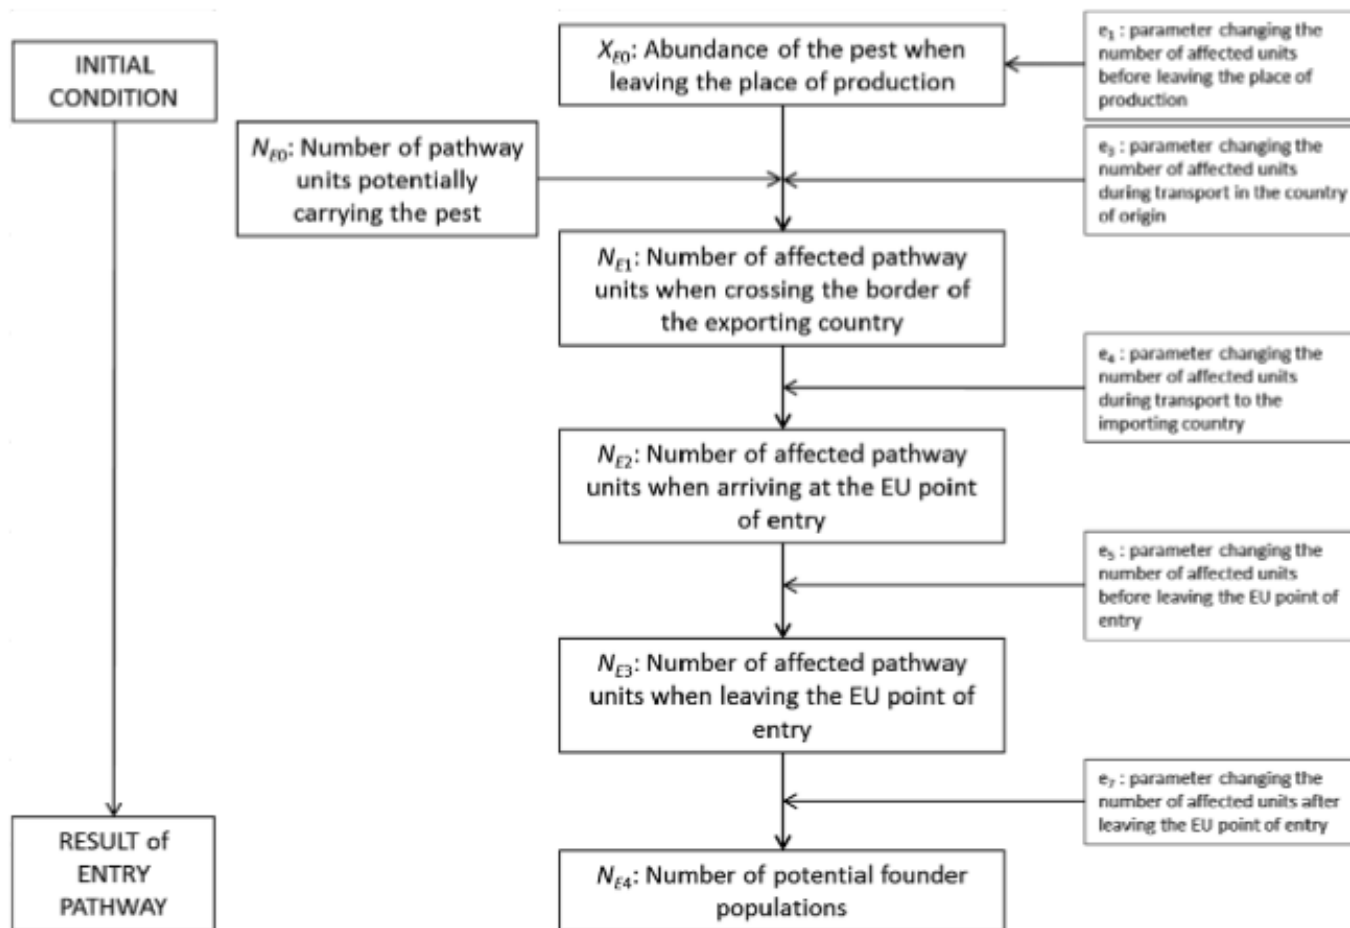 INITIAL
CONDITION
X_E0: Abundance of the pest when
leaving the place of production
e₁ : parameter changing the
number of affected units
before leaving the place of
production
N_E0: Number of pathway
units potentially
carrying the pest
e₃ : parameter changing the
number of affected units
during transport in the country
of origin
N_E1: Number of affected pathway
units when crossing the border of
the exporting country
e₄ : parameter changing the
number of affected units
during transport to the
importing country
N_E2: Number of affected pathway
units when arriving at the EU point
of entry
e₅ : parameter changing the
number of affected units
before leaving the EU point of
entry
N_E3: Number of affected pathway
units when leaving the EU point of
entry
e₇ : parameter changing the
number of affected units after
leaving the EU point of entry
RESULT of
ENTRY
PATHWAY
N_E4: Number of potential founder
populations